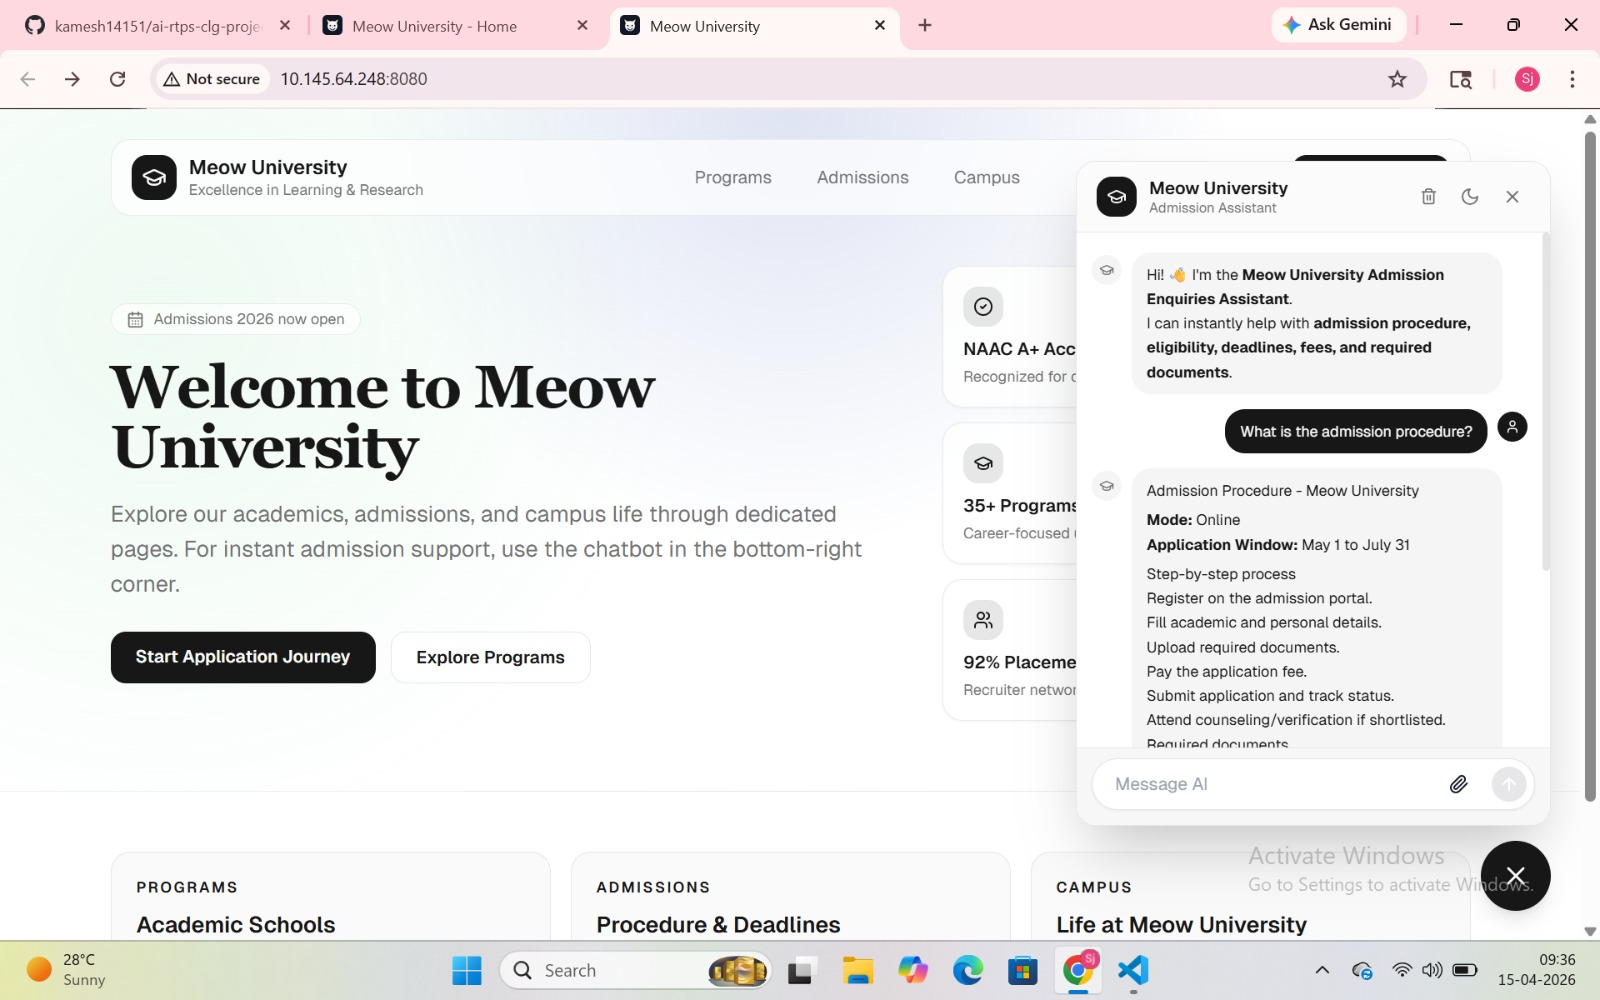 kamesh14151/ai-rtps-clg-proje
Meow University - Home
Meow University
Ask Gemini
Not secure
10.145.64.248:8080
Sj
Meow University
Excellence in Learning & Research
Programs
Admissions
Campus
Admissions 2026 now open
Welcome to Meow
University
Explore our academics, admissions, and campus life through dedicated
pages. For instant admission support, use the chatbot in the bottom-right
corner.
Start Application Journey
Explore Programs
NAAC A+ Acc
Recognized for
35+ Programs
Career-focused
92% Placeme
Recruiter networ
Meow University
Admission Assistant
Hi! 👋 I'm the Meow University Admission
Enquiries Assistant.
I can instantly help with admission procedure,
eligibility, deadlines, fees, and required
documents.
What is the admission procedure?
Admission Procedure - Meow University
Mode: Online
Application Window: May 1 to July 31
Step-by-step process
Register on the admission portal.
Fill academic and personal details.
Upload required documents.
Pay the application fee.
Submit application and track status.
Attend counseling/verification if shortlisted.
Required documents
Message AI
Activate Windows
Go to Settings to activate Windows.
PROGRAMS
Academic Schools
ADMISSIONS
Procedure & Deadlines
CAMPUS
Life at Meow University
28°C
Sunny
Search
Sj
09:36
15-04-2026